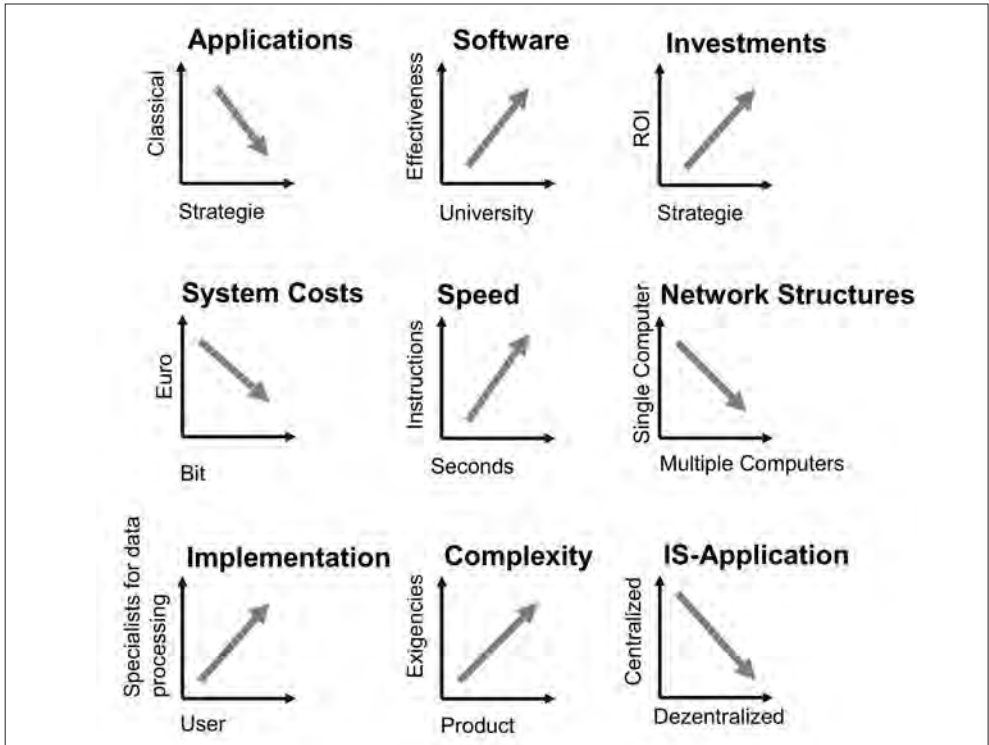 Applications
Classical
Strategie
Software
Effectiveness
University
Investments
ROI
Strategie
System Costs
Euro
Bit
Speed
Instructions
Seconds
Network Structures
Single Computer
Multiple Computers
Implementation
Specialists for data
processing
User
Complexity
Exigencies
Product
IS-Application
Centralized
Dezentralized